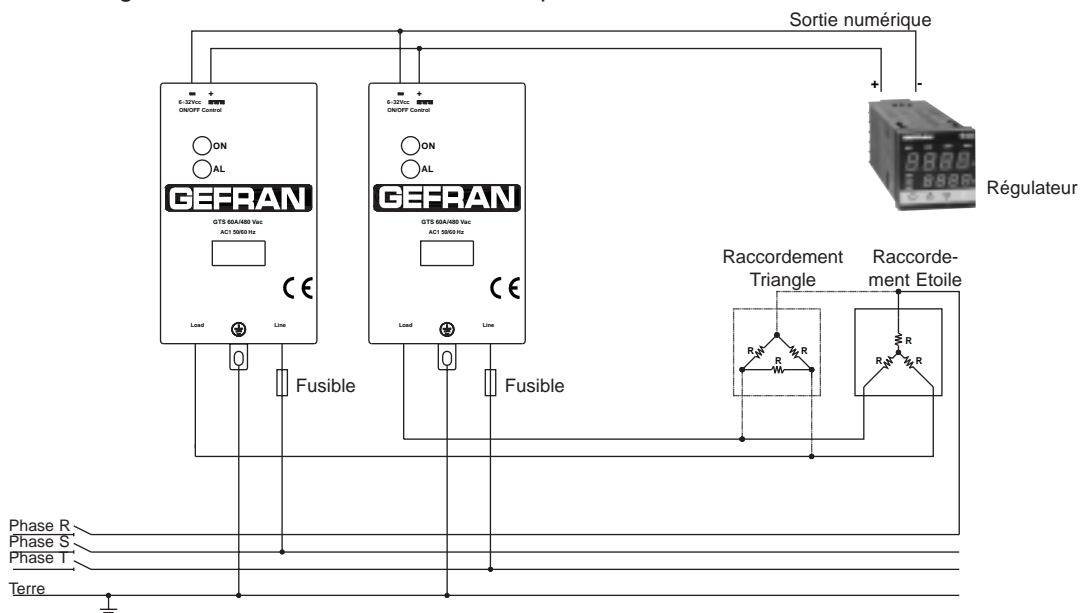 Sortie numérique
+ -
Régulateur
+
6-32Vcc
ON/OFF Control
ON
AL
GEFRAN
GTS 60A/480 Vac
AC1 50/60 Hz
CE
Load Line
Fusible
+
6-32Vcc
ON/OFF Control
ON
AL
GEFRAN
GTS 60A/480 Vac
AC1 50/60 Hz
CE
Load Line
Fusible
Raccordement
Triangle
R R
R
Raccorde-
ment Etoile
R
R R
Phase R
Phase S
Phase T
Terre